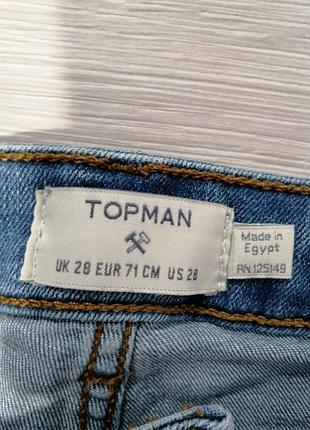 TOPMAN
UK 28 EUR 71 CM US 28
Made in
Egypt
RN 125149